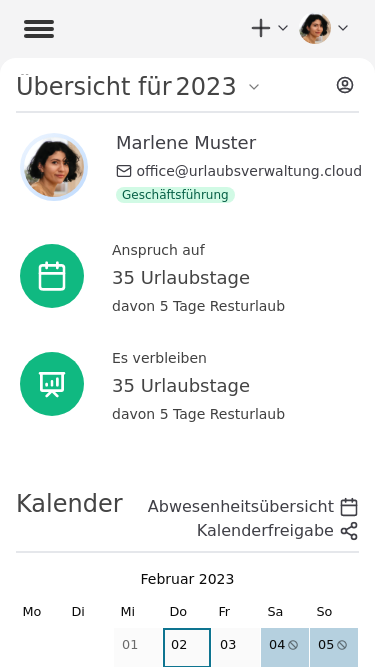 Übersicht für 2023
Marlene Muster
office@urlaubsverwaltung.cloud
Geschäftsführung
Anspruch auf
35 Urlaubstage
davon 5 Tage Resturlaub
Es verbleiben
35 Urlaubstage
davon 5 Tage Resturlaub
Kalender
Abwesenheitsübersicht
Kalenderfreigabe
Februar 2023
Mo Di Mi Do Fr Sa So
01 02 03 04 05